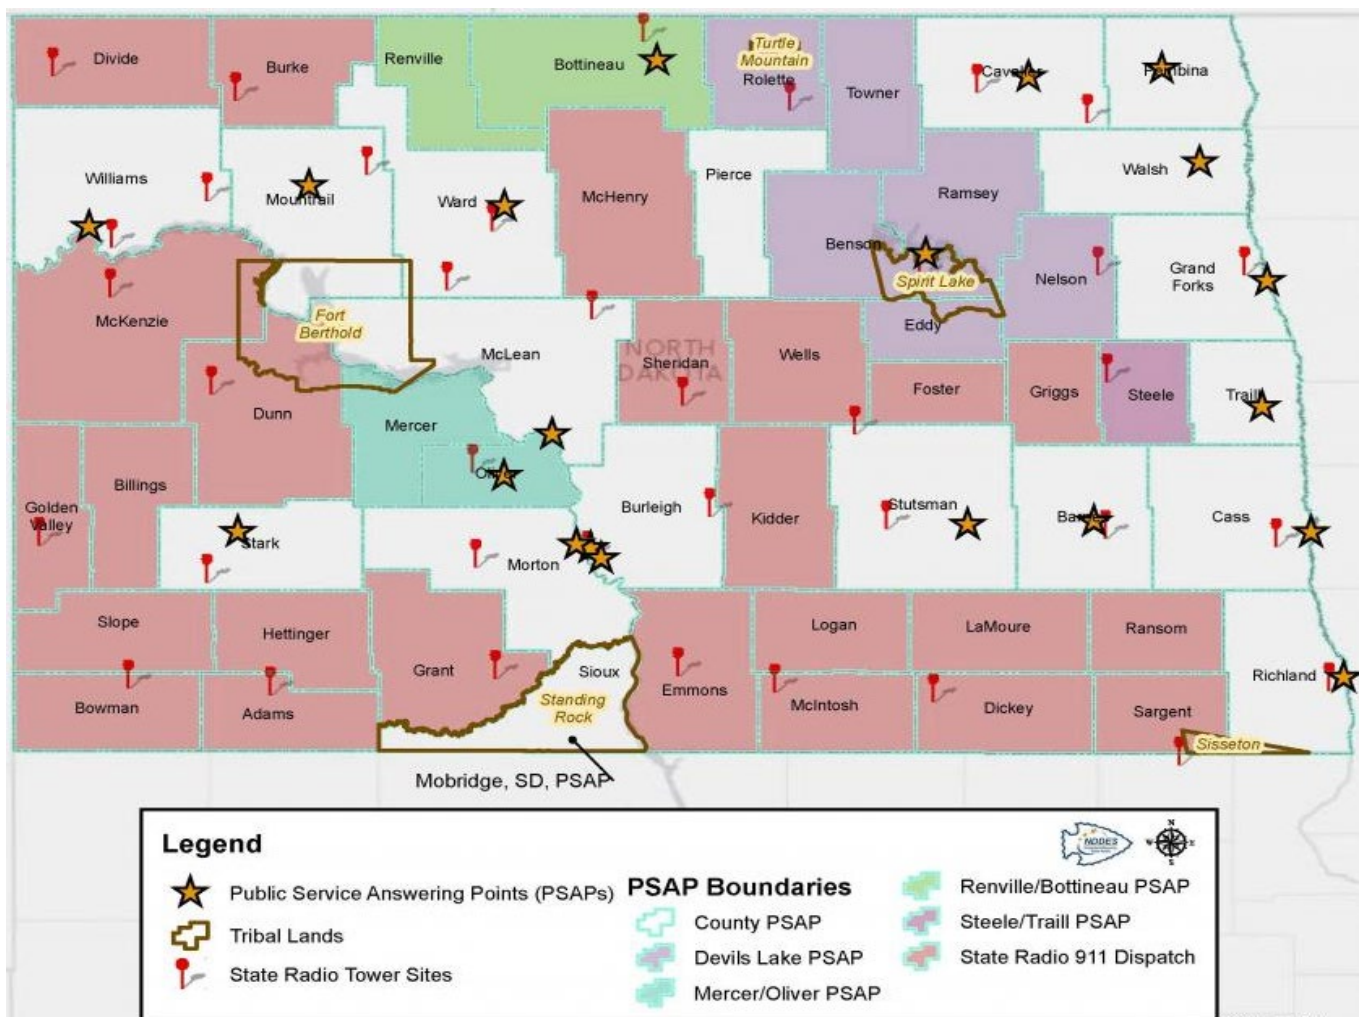 Divide
Burke
Renville
Bottineau
Turtle
Mountain
Rolette
Towner
Cavalier
Pembina
Williams
Mountrail
Ward
McHenry
Pierce
Ramsey
Walsh
Benson
Spirit Lake
Nelson
Grand
Forks
McKenzie
Fort
Berthold
McLean
Eddy
NORTH
DAKOTA
Sheridan
Wells
Foster
Griggs
Steele
Traill
Dunn
Mercer
Oliver
Golden
Valley
Billings
Stark
Burleigh
Kidder
Stutsman
Barnes
Cass
Morton
Slope
Hettinger
Grant
Sioux
Logan
LaMoure
Ransom
Richland
Bowman
Adams
Standing
Rock
Emmons
McIntosh
Dickey
Sargent
Sisseton
Mobridge, SD, PSAP
Legend
Public Service Answering Points (PSAPs)
Tribal Lands
State Radio Tower Sites
PSAP Boundaries
County PSAP
Devils Lake PSAP
Mercer/Oliver PSAP
Renville/Bottineau PSAP
Steele/Traill PSAP
State Radio 911 Dispatch
NDDES
N
W
E
S